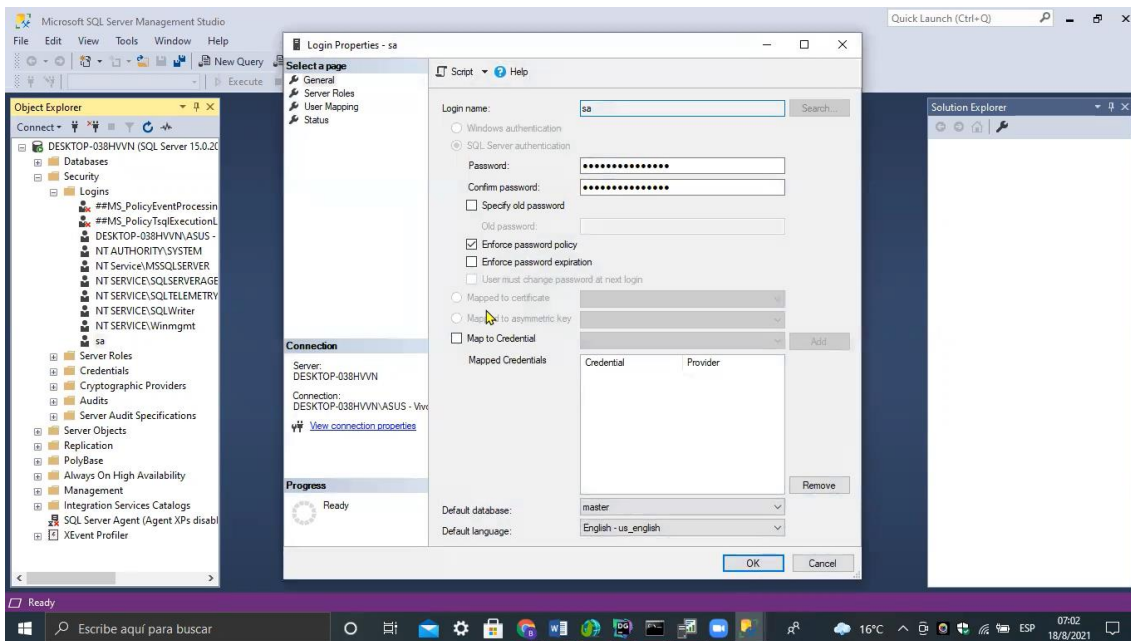 Microsoft SQL Server Management Studio
Quick Launch (Ctrl+Q)
File Edit View Tools Window Help
New Query
Execute
Object Explorer
Connect
DESKTOP-038HVVN (SQL Server 15.0.20
Databases
Security
Logins
##MS_PolicyEventProcessin
##MS_PolicyTsqlExecutionL
DESKTOP-038HVVN\ASUS -
NT AUTHORITY\SYSTEM
NT Service\MSSQLSERVER
NT SERVICE\SQLSERVERAGE
NT SERVICE\SQLTELEMETRY
NT SERVICE\SQLWriter
NT SERVICE\Winmgmt
sa
Server Roles
Credentials
Cryptographic Providers
Audits
Server Audit Specifications
Server Objects
Replication
PolyBase
Always On High Availability
Management
Integration Services Catalogs
SQL Server Agent (Agent XPs disabl
XEvent Profiler
Login Properties - sa
Select a page
General
Server Roles
User Mapping
Status
Connection
Server:
DESKTOP-038HVVN
Connection:
DESKTOP-038HVVN\ASUS - Vivo
View connection properties
Progress
Ready
Script Help
Login name: sa Search...
Windows authentication
SQL Server authentication
Password: •••••••••••••••
Confirm password: •••••••••••••••
Specify old password
Old password:
Enforce password policy
Enforce password expiration
User must change password at next login
Mapped to certificate
Mapped to asymmetric key
Map to Credential Add
Mapped Credentials Credential Provider
Remove
Default database: master
Default language: English - us_english
OK Cancel
Solution Explorer
Ready
Escribe aquí para buscar
16°C
ESP
07:02
18/8/2021